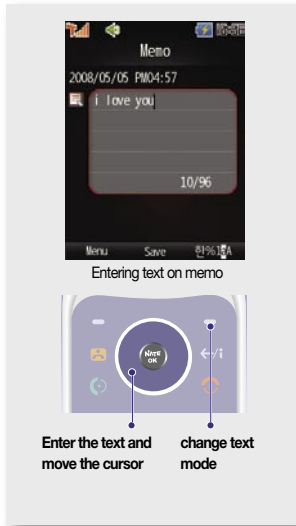 Memo
2008/05/05 PM04:57
i love you
10/96
Menu Save
Entering text on memo
NATE
OK
Enter the text and change text
move the cursor mode